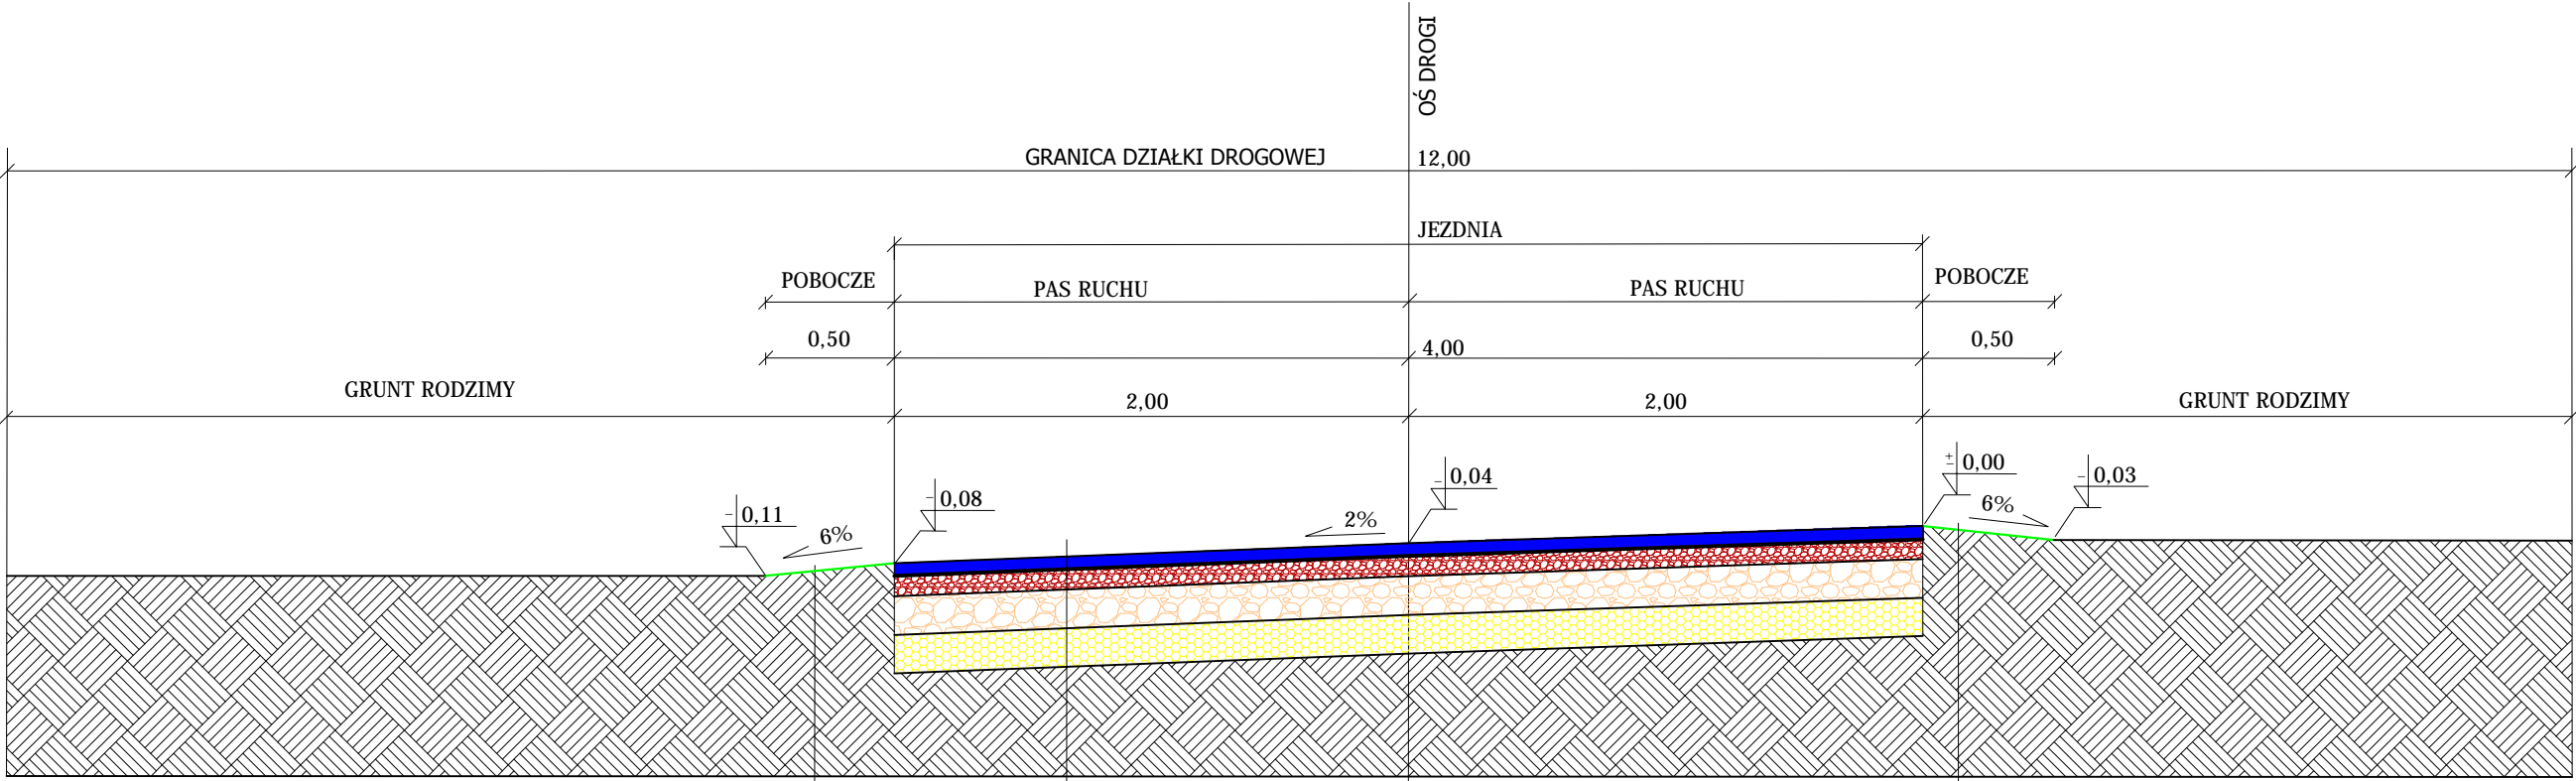 OŚ DROGI
GRANICA DZIAŁKI DROGOWEJ 12,00
JEZDNIA
POBOCZE PAS RUCHU PAS RUCHU POBOCZE
0,50 4,00 0,50
GRUNT RODZIMY 2,00 2,00 GRUNT RODZIMY
-0,11 6% -0,08 2% -0,04 ±0,00 6% -0,03